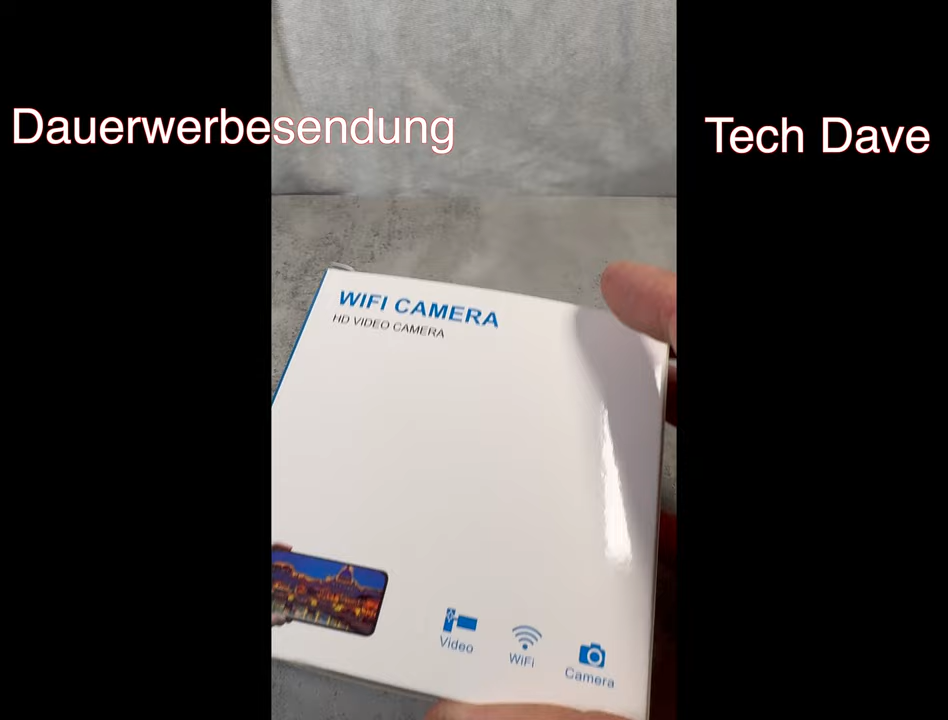 Dauerwerbesendung
Tech Dave
WIFI CAMERA
HD VIDEO CAMERA
Video
WiFi
Camera